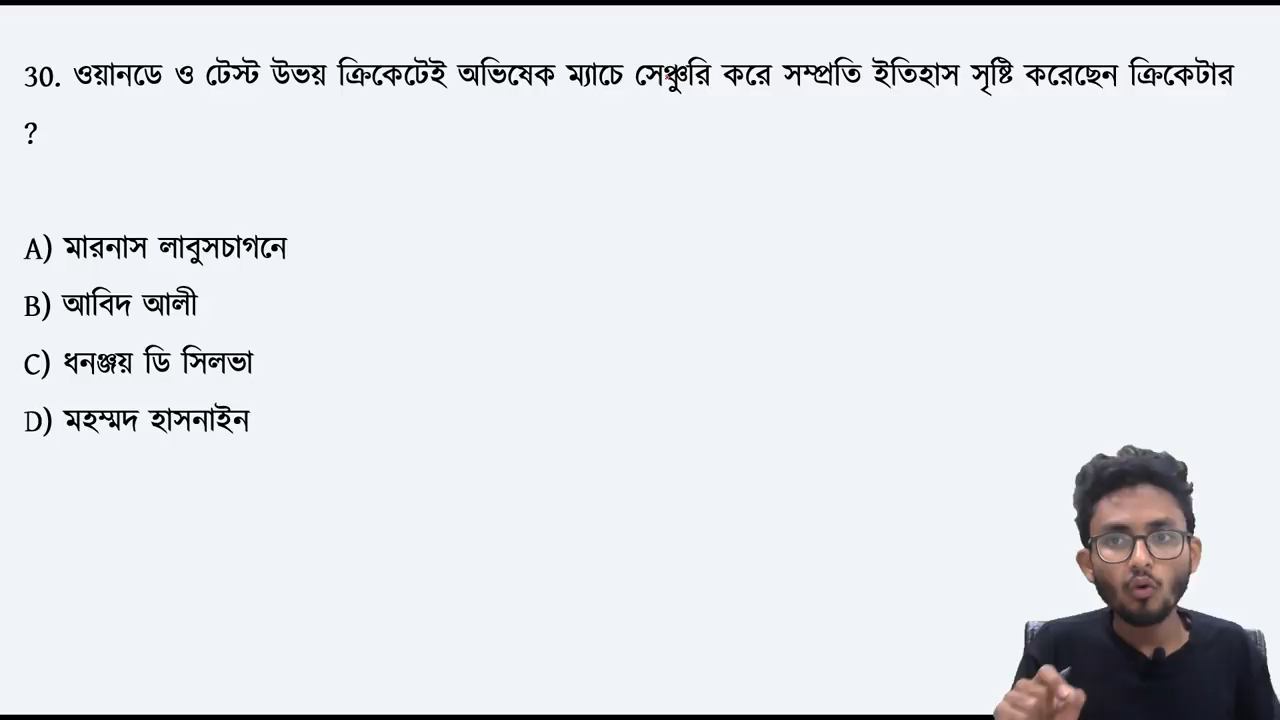 30. ওয়ানডে ও টেস্ট উভয় ক্রিকেটেই অভিষেক ম্যাচে সেঞ্চুরি করে সম্প্রতি ইতিহাস সৃষ্টি করেছেন ক্রিকেটার
?
A) মারনাস লাবুসচাগনে
B) আবিদ আলী
C) ধনঞ্জয় ডি সিলভা
D) মহম্মদ হাসনাইন